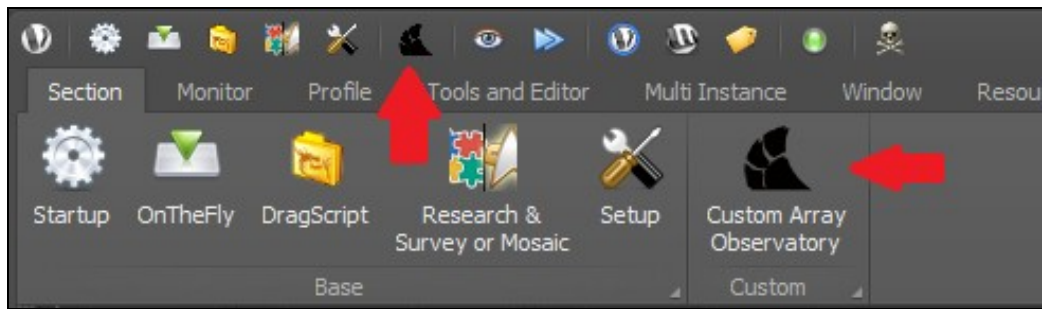 Section Monitor Profile Tools and Editor Multi Instance Window Resou
Startup OnTheFly DragScript Research & Setup Custom Array
Survey or Mosaic Observatory
Base Custom